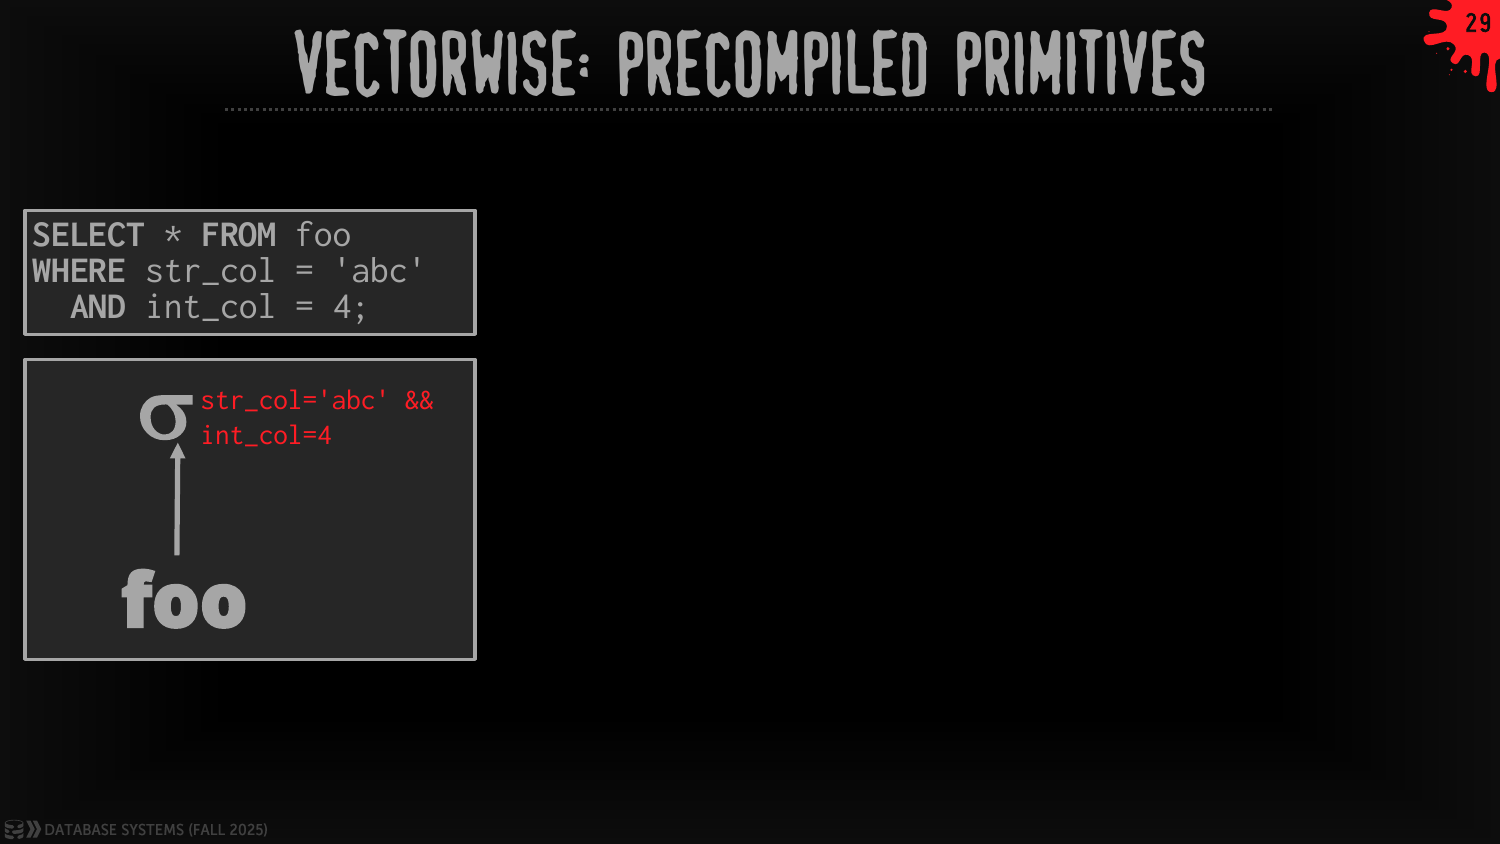 VECTORWISE: PRECOMPILED PRIMITIVES
29
SELECT * FROM foo
WHERE str_col = 'abc'
AND int_col = 4;
σ str_col='abc' &&
int_col=4
foo
DATABASE SYSTEMS (FALL 2025)